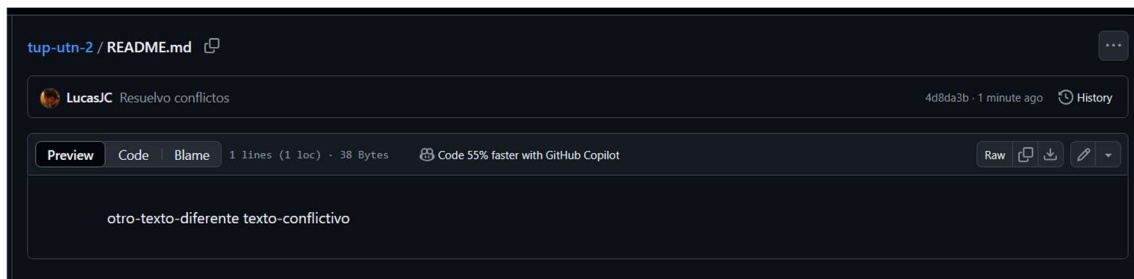 tup-utn-2 / README.md
...
LucasJC Resuelvo conflictos 4d8da3b · 1 minute ago History
Preview Code Blame 1 lines (1 loc) · 38 Bytes Code 55% faster with GitHub Copilot Raw
otro-texto-diferente texto-conflictivo